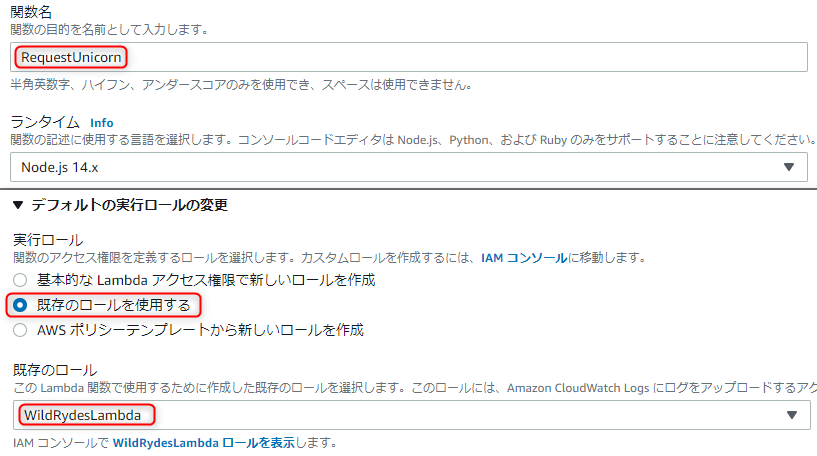 関数名
関数の目的を名前として入力します。
RequestUnicorn
半角英数字、ハイフン、アンダースコアのみを使用でき、スペースは使用できません。
ランタイム Info
関数の記述に使用する言語を選択します。コンソールコードエディタは Node.js、Python、および Ruby のみをサポートすることに注意してください。
Node.js 14.x
デフォルトの実行ロールの変更
実行ロール
関数のアクセス権限を定義するロールを選択します。カスタムロールを作成するには、IAM コンソールに移動します。
基本的な Lambda アクセス権限で新しいロールを作成
既存のロールを使用する
AWS ポリシーテンプレートから新しいロールを作成
既存のロール
この Lambda 関数で使用するために作成した既存のロールを選択します。このロールには、Amazon CloudWatch Logs にログをアップロードするアク
WildRydesLambda
IAM コンソールで WildRydesLambda ロールを表示します。